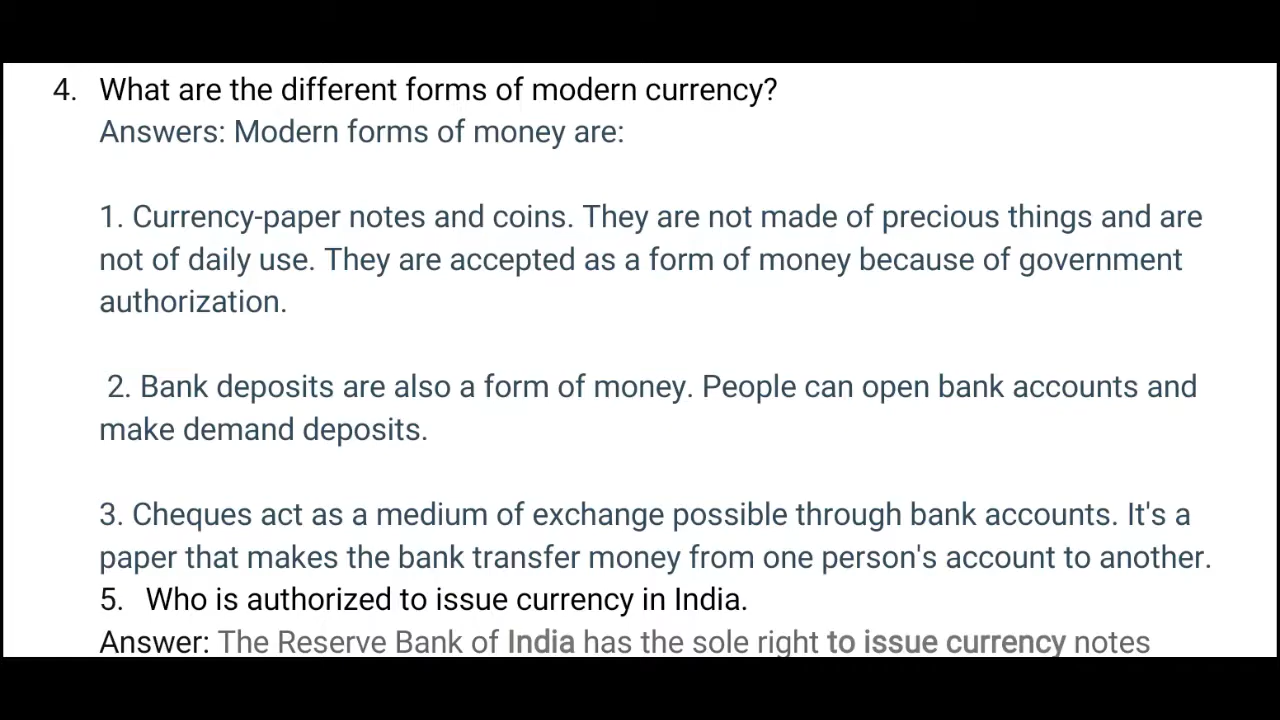 4. What are the different forms of modern currency?
Answers: Modern forms of money are:
1. Currency-paper notes and coins. They are not made of precious things and are
not of daily use. They are accepted as a form of money because of government
authorization.
2. Bank deposits are also a form of money. People can open bank accounts and
make demand deposits.
3. Cheques act as a medium of exchange possible through bank accounts. It's a
paper that makes the bank transfer money from one person's account to another.
5. Who is authorized to issue currency in India.
Answer: The Reserve Bank of India has the sole right to issue currency notes